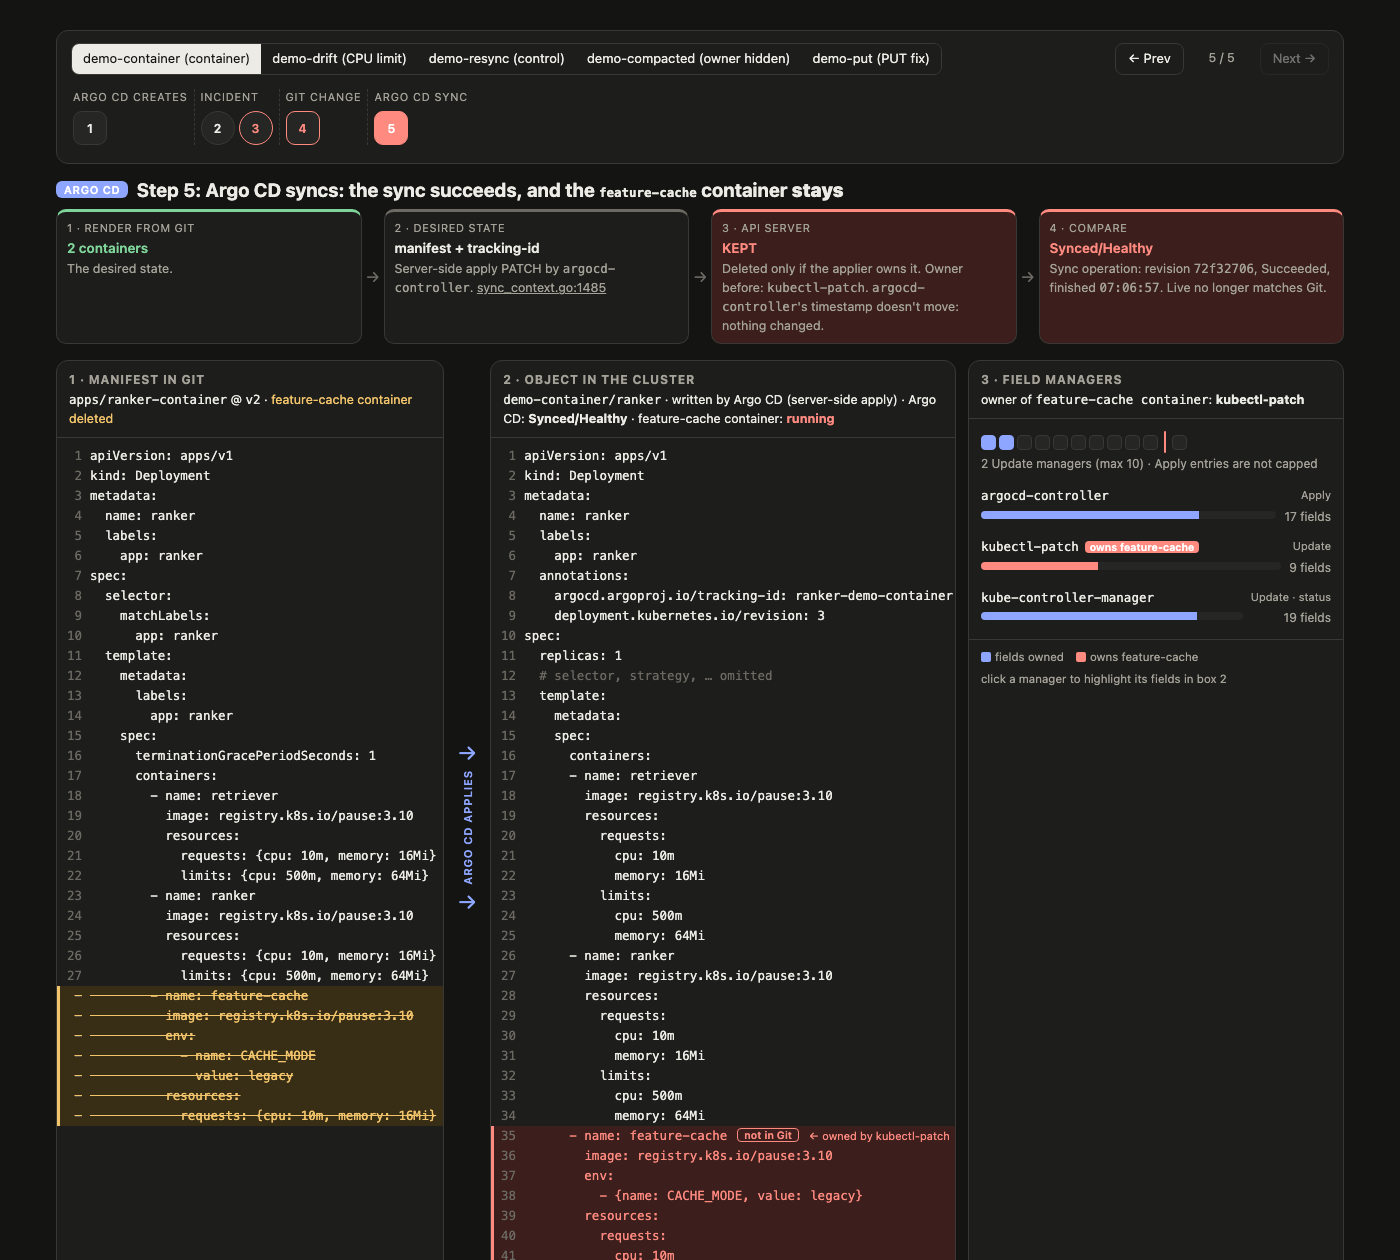 demo-container (container)
demo-drift (CPU limit)
demo-resync (control)
demo-compacted (owner hidden)
demo-put (PUT fix)
← Prev
5 / 5
Next →
ARGO CD CREATES
INCIDENT
GIT CHANGE
ARGO CD SYNC
1
2
3
4
5
ARGO CD
Step 5: Argo CD syncs: the sync succeeds, and the feature-cache container stays
1 · RENDER FROM GIT
2 containers
The desired state.
→
2 · DESIRED STATE
manifest + tracking-id
Server-side apply PATCH by argocd-
controller. sync_context.go:1485
→
3 · API SERVER
KEPT
Deleted only if the applier owns it. Owner
before: kubectl-patch. argocd-
controller's timestamp doesn't move:
nothing changed.
→
4 · COMPARE
Synced/Healthy
Sync operation: revision 72f32706, Succeeded,
finished 07:06:57. Live no longer matches Git.
1 · MANIFEST IN GIT
apps/ranker-container @ v2 · feature-cache container
deleted
1 apiVersion: apps/v1
2 kind: Deployment
3 metadata:
4   name: ranker
5   labels:
6     app: ranker
7 spec:
8   selector:
9     matchLabels:
10       app: ranker
11   template:
12     metadata:
13       labels:
14         app: ranker
15     spec:
16       terminationGracePeriodSeconds: 1
17       containers:
18         - name: retriever
19           image: registry.k8s.io/pause:3.10
20           resources:
21             requests: {cpu: 10m, memory: 16Mi}
22             limits: {cpu: 500m, memory: 64Mi}
23         - name: ranker
24           image: registry.k8s.io/pause:3.10
25           resources:
26             requests: {cpu: 10m, memory: 16Mi}
27             limits: {cpu: 500m, memory: 64Mi}
−         - name: feature-cache
−           image: registry.k8s.io/pause:3.10
−           env:
−             - name: CACHE_MODE
−               value: legacy
−           resources:
−             requests: {cpu: 10m, memory: 16Mi}
→ ARGO CD APPLIES →
2 · OBJECT IN THE CLUSTER
demo-container/ranker · written by Argo CD (server-side apply) · Argo
CD: Synced/Healthy · feature-cache container: running
1 apiVersion: apps/v1
2 kind: Deployment
3 metadata:
4   name: ranker
5   labels:
6     app: ranker
7   annotations:
8     argocd.argoproj.io/tracking-id: ranker-demo-container
9     deployment.kubernetes.io/revision: 3
10 spec:
11   replicas: 1
12   # selector, strategy, … omitted
13   template:
14     metadata:
15     spec:
16       containers:
17       - name: retriever
18         image: registry.k8s.io/pause:3.10
19         resources:
20           requests:
21             cpu: 10m
22             memory: 16Mi
23           limits:
24             cpu: 500m
25             memory: 64Mi
26       - name: ranker
27         image: registry.k8s.io/pause:3.10
28         resources:
29           requests:
30             cpu: 10m
31             memory: 16Mi
32           limits:
33             cpu: 500m
34             memory: 64Mi
35       - name: feature-cache not in Git ← owned by kubectl-patch
36         image: registry.k8s.io/pause:3.10
37         env:
38           - {name: CACHE_MODE, value: legacy}
39         resources:
40           requests:
41             cpu: 10m
3 · FIELD MANAGERS
owner of feature-cache container: kubectl-patch
2 Update managers (max 10) · Apply entries are not capped
argocd-controller Apply
17 fields
kubectl-patch owns feature-cache Update
9 fields
kube-controller-manager Update · status
19 fields
fields owned
owns feature-cache
click a manager to highlight its fields in box 2